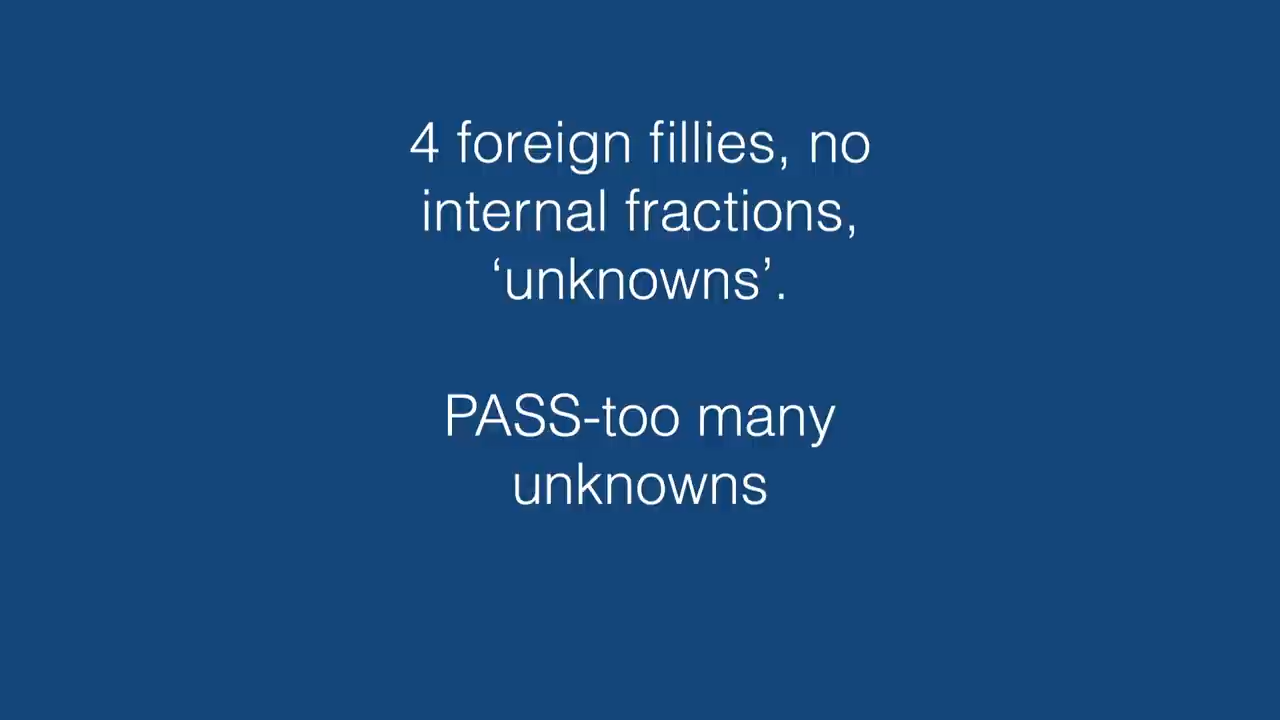 4 foreign fillies, no
internal fractions,
‘unknowns’.
PASS-too many
unknowns